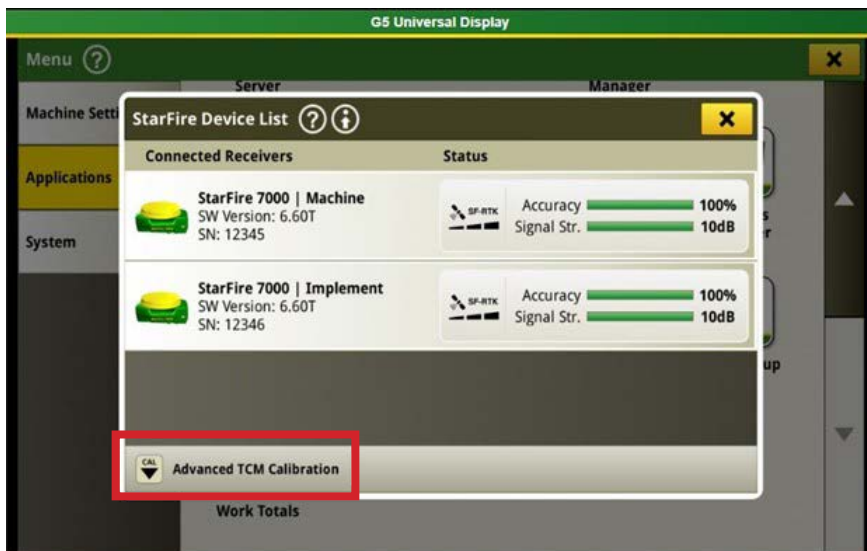 G5 Universal Display
Menu ?
Server Manager
Machine Setti
StarFire Device List ? i
Connected Receivers Status
Applications
StarFire 7000 | Machine
SW Version: 6.60T
SN: 12345
SF-RTK
Accuracy 100%
Signal Str. 10dB
System
StarFire 7000 | Implement
SW Version: 6.60T
SN: 12346
SF-RTK
Accuracy 100%
Signal Str. 10dB
up
CAL Advanced TCM Calibration
Work Totals